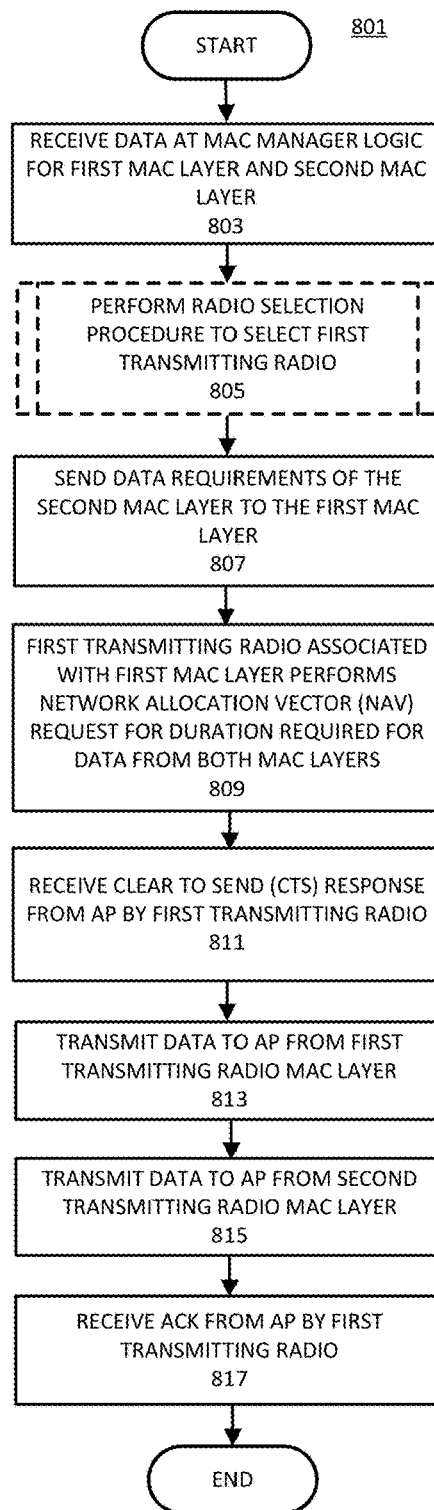 801
START
RECEIVE DATA AT MAC MANAGER LOGIC
FOR FIRST MAC LAYER AND SECOND MAC
LAYER
803
PERFORM RADIO SELECTION
PROCEDURE TO SELECT FIRST
TRANSMITTING RADIO
805
SEND DATA REQUIREMENTS OF THE
SECOND MAC LAYER TO THE FIRST MAC
LAYER
807
FIRST TRANSMITTING RADIO ASSOCIATED
WITH FIRST MAC LAYER PERFORMS
NETWORK ALLOCATION VECTOR (NAV)
REQUEST FOR DURATION REQUIRED FOR
DATA FROM BOTH MAC LAYERS
809
RECEIVE CLEAR TO SEND (CTS) RESPONSE
FROM AP BY FIRST TRANSMITTING RADIO
811
TRANSMIT DATA TO AP FROM FIRST
TRANSMITTING RADIO MAC LAYER
813
TRANSMIT DATA TO AP FROM SECOND
TRANSMITTING RADIO MAC LAYER
815
RECEIVE ACK FROM AP BY FIRST
TRANSMITTING RADIO
817
END